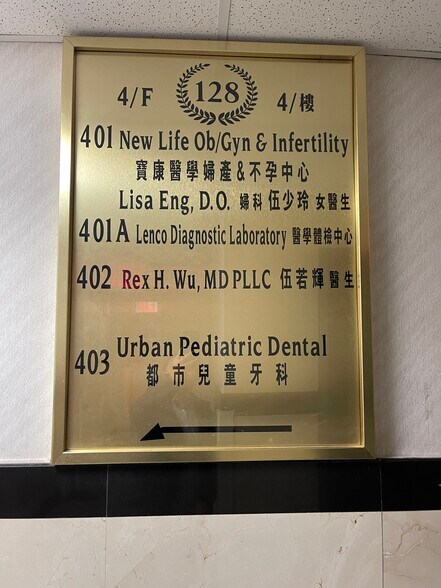 4/F 128 4/樓
401 New Life Ob/Gyn & Infertility
寶康醫學婦產&不孕中心
Lisa Eng, D.O. 婦科 伍少玲 女醫生
401A Lenco Diagnostic Laboratory 醫學體檢中心
402 Rex H. Wu, MD PLLC 伍若輝 醫生
403 Urban Pediatric Dental
都市兒童牙科